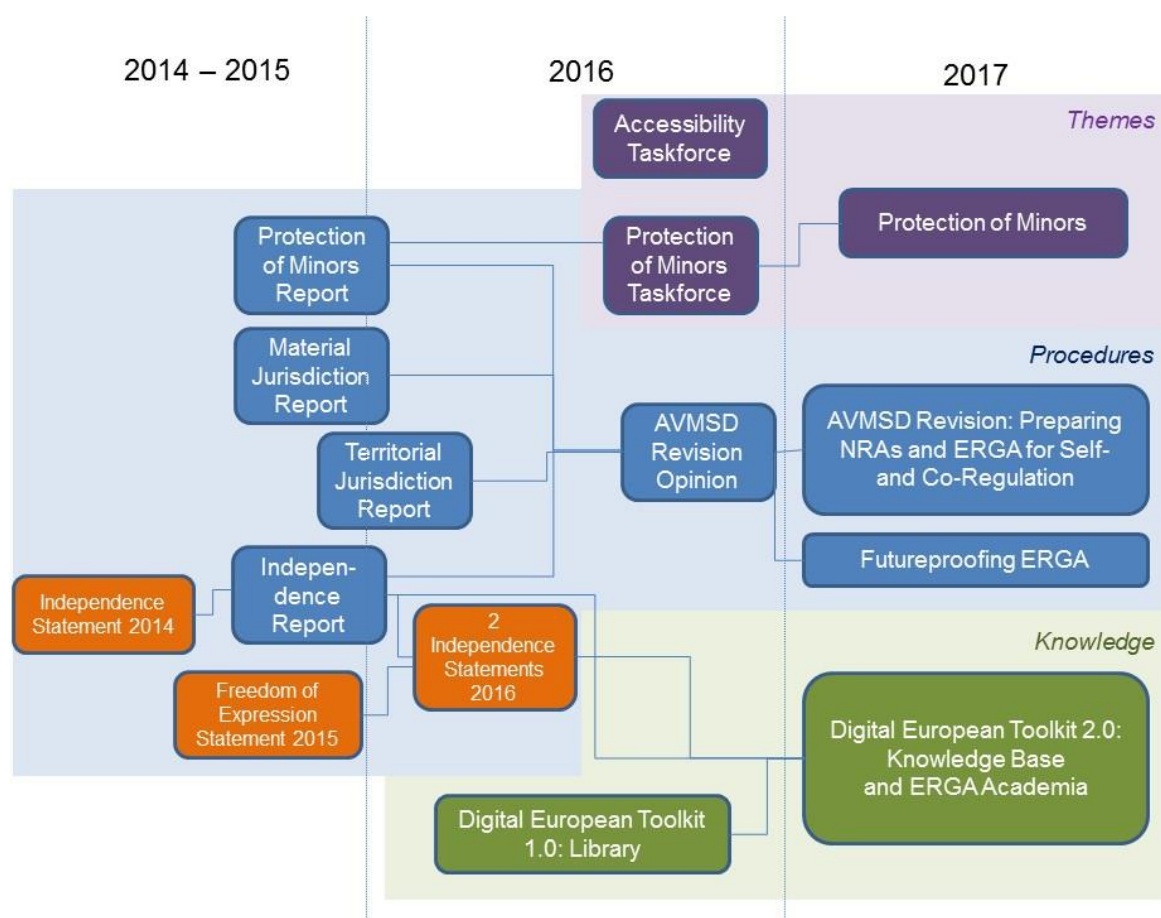 2014 – 2015
2016
2017
Themes
Accessibility
Taskforce
Protection
of Minors
Report
Protection
of Minors
Taskforce
Protection of Minors
Procedures
Material
Jurisdiction
Report
Territorial
Jurisdiction
Report
AVMSD
Revision
Opinion
AVMSD Revision: Preparing
NRAs and ERGA for Self-
and Co-Regulation
Futureproofing ERGA
Independence
Statement 2014
Indepen-
dence
Report
2
Independence
Statements
2016
Freedom of
Expression
Statement 2015
Knowledge
Digital European Toolkit
1.0: Library
Digital European Toolkit 2.0:
Knowledge Base
and ERGA Academia